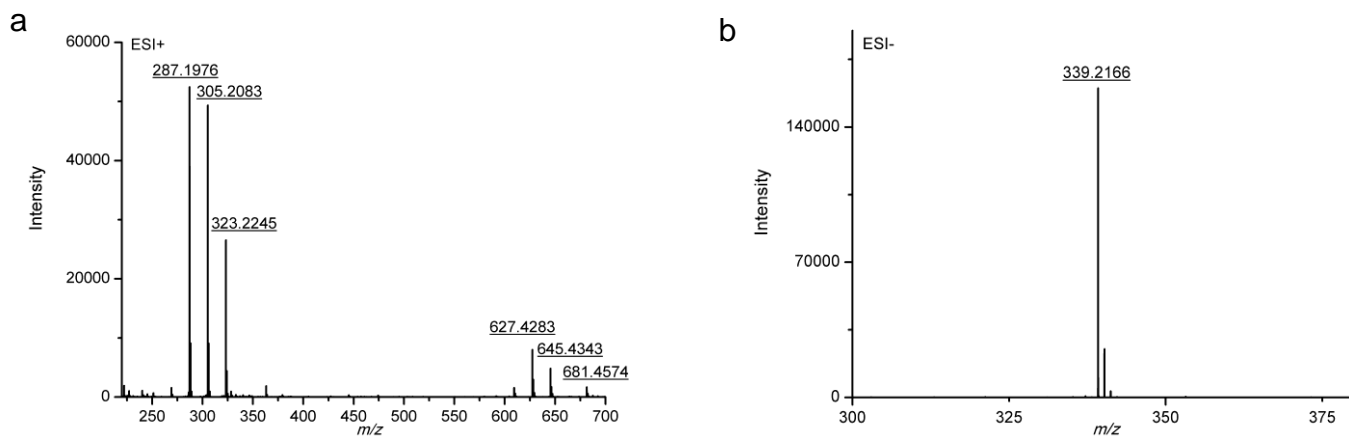 a
60000
ESI+
287.1976
305.2083
40000
Intensity
323.2245
20000
627.4283
645.4343
681.4574
0
250 300 350 400 450 500 550 600 650 700
m/z
b
ESI-
339.2166
140000
Intensity
70000
0
300 325 350 375
m/z